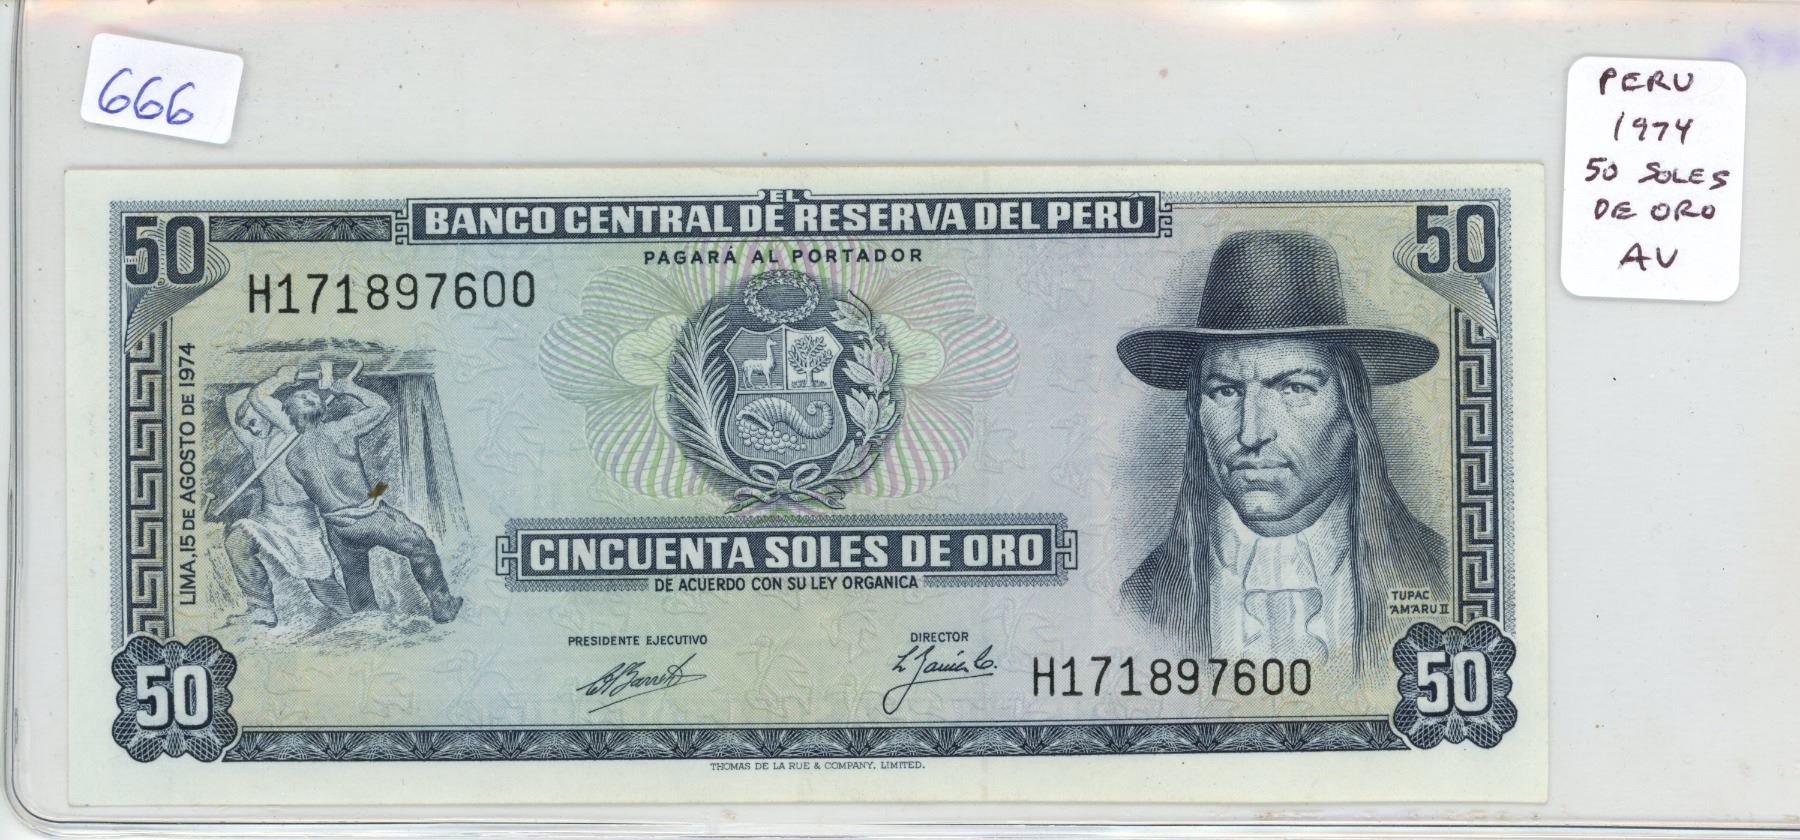 666
PERU
1974
50 SOLES
DE ORO
AU
EL
BANCO CENTRAL DE RESERVA DEL PERÚ
PAGARÁ AL PORTADOR
50
50
H171897600
LIMA, 15 DE AGOSTO DE 1974
CINCUENTA SOLES DE ORO
DE ACUERDO CON SU LEY ORGANICA
TUPAC
AMARU II
PRESIDENTE EJECUTIVO
DIRECTOR
H171897600
50
50
THOMAS DE LA RUE & COMPANY, LIMITED.